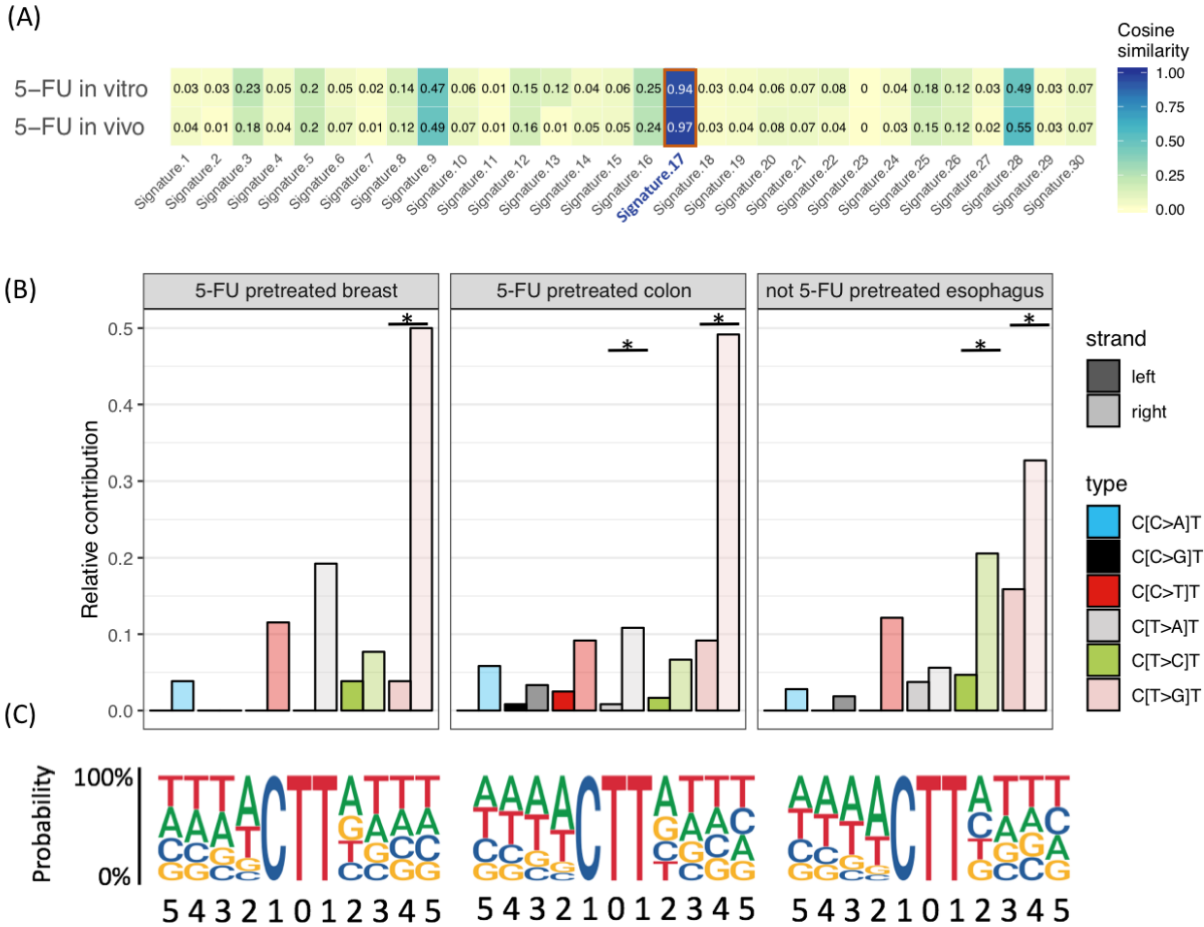 (A)
Cosine
similarity
5-FU in vitro 0.03 0.03 0.23 0.05 0.2 0.05 0.02 0.14 0.47 0.06 0.01 0.15 0.12 0.04 0.06 0.25 0.94 0.03 0.04 0.06 0.07 0.08 0 0.04 0.18 0.12 0.03 0.49 0.03 0.07
5-FU in vivo 0.04 0.01 0.18 0.04 0.2 0.07 0.01 0.12 0.49 0.07 0.01 0.16 0.01 0.05 0.05 0.24 0.97 0.03 0.04 0.08 0.07 0.04 0 0.03 0.15 0.12 0.02 0.55 0.03 0.07
1.00
0.75
0.50
0.25
0.00
Signature.1
Signature.2
Signature.3
Signature.4
Signature.5
Signature.6
Signature.7
Signature.8
Signature.9
Signature.10
Signature.11
Signature.12
Signature.13
Signature.14
Signature.15
Signature.16
Signature.17
Signature.18
Signature.19
Signature.20
Signature.21
Signature.22
Signature.23
Signature.24
Signature.25
Signature.26
Signature.27
Signature.28
Signature.29
Signature.30
(B)
5-FU pretreated breast
5-FU pretreated colon
not 5-FU pretreated esophagus
Relative contribution
0.5
0.4
0.3
0.2
0.1
0.0
*
*
*
*
*
strand
left
right
type
C[C>A]T
C[C>G]T
C[C>T]T
C[T>A]T
C[T>C]T
C[T>G]T
(C)
Probability
100%
0%
TTTACTTATTT
AAATGAAA
CCGGTGCC
GGCCCCGG
AAAACTTATTT
TTTTGAAC
CCGGCGCA
GGCCTCGG
AAAACTTATTT
TTTTCAAC
CCGGTGGA
GGCCGCCG
5 4 3 2 1 0 1 2 3 4 5
5 4 3 2 1 0 1 2 3 4 5
5 4 3 2 1 0 1 2 3 4 5